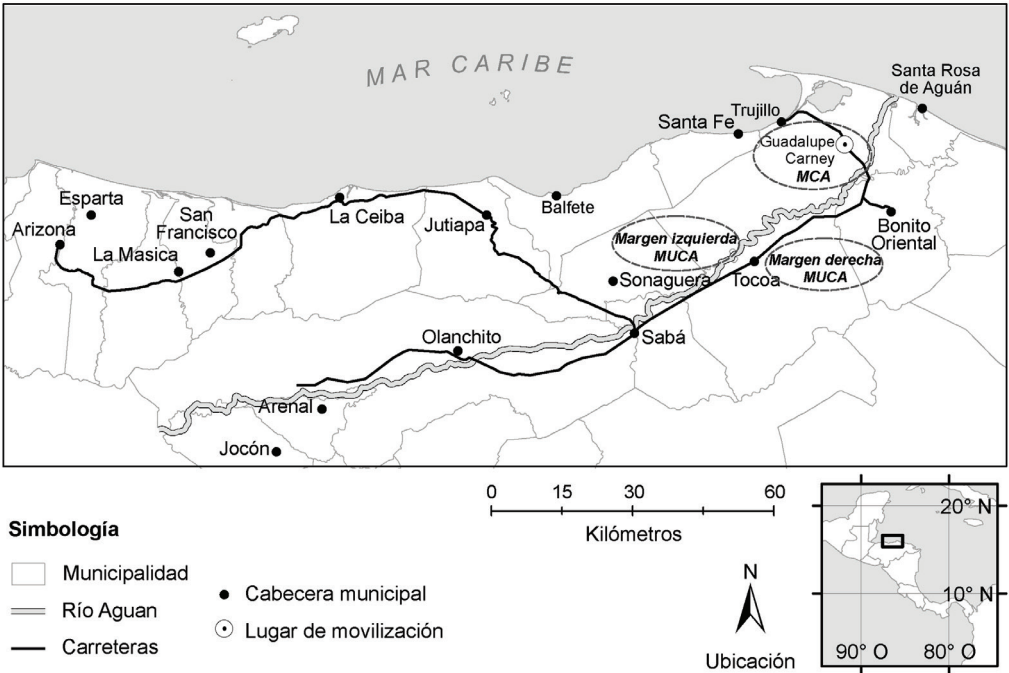 MAR CARIBE
Santa Rosa
de Aguán
Trujillo
Santa Fe
Guadalupe
Carney
MCA
Esparta
Arizona
San
Francisco
La Masica
La Ceiba
Jutiapa
Balfete
Bonito
Oriental
Margen izquierda
MUCA
Margen derecha
MUCA
Sonaguera
Tocoa
Sabá
Olanchito
Arenal
Jocón
0 15 30 60
Kilómetros
Simbología
Municipalidad
Río Aguan
Carreteras
Cabecera municipal
Lugar de movilización
N
Ubicación
20° N
10° N
90° O
80° O